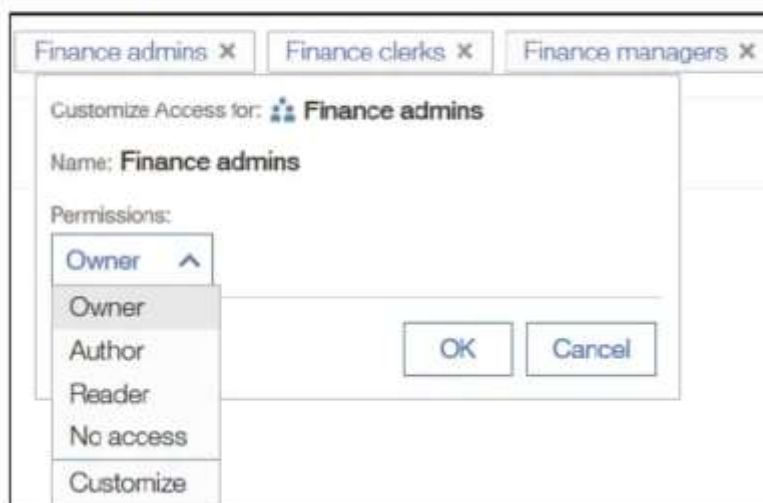 Finance admins × Finance clerks × Finance managers ×
Customize Access for: Finance admins
Name: Finance admins
Permissions:
Owner
Owner
Author
OK Cancel
Reader
No access
Customize